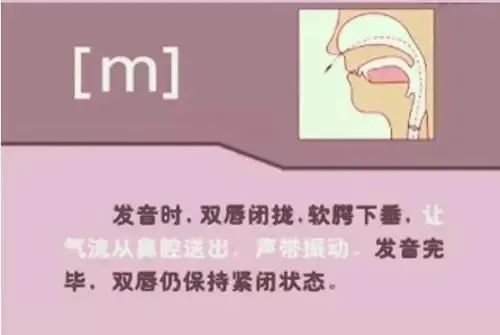 [m]
发音时,双唇闭拢,软腭下垂,让
气流从鼻腔送出,声带振动。发音完
毕,双唇仍保持紧闭状态。